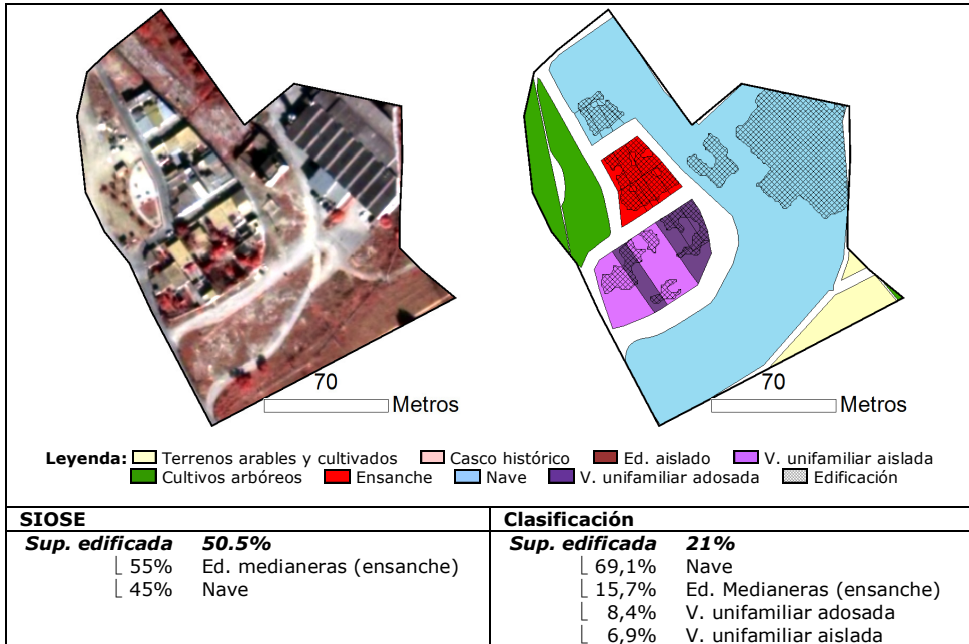 70
Metros
70
Metros
Leyenda: Terrenos arables y cultivados Casco histórico Ed. aislado V. unifamiliar aislada
Cultivos arbóreos Ensanche Nave V. unifamiliar adosada Edificación
SIOSE
Sup. edificada 50.5%
55% Ed. medianeras (ensanche)
45% Nave
Clasificación
Sup. edificada 21%
69,1% Nave
15,7% Ed. Medianeras (ensanche)
8,4% V. unifamiliar adosada
6,9% V. unifamiliar aislada